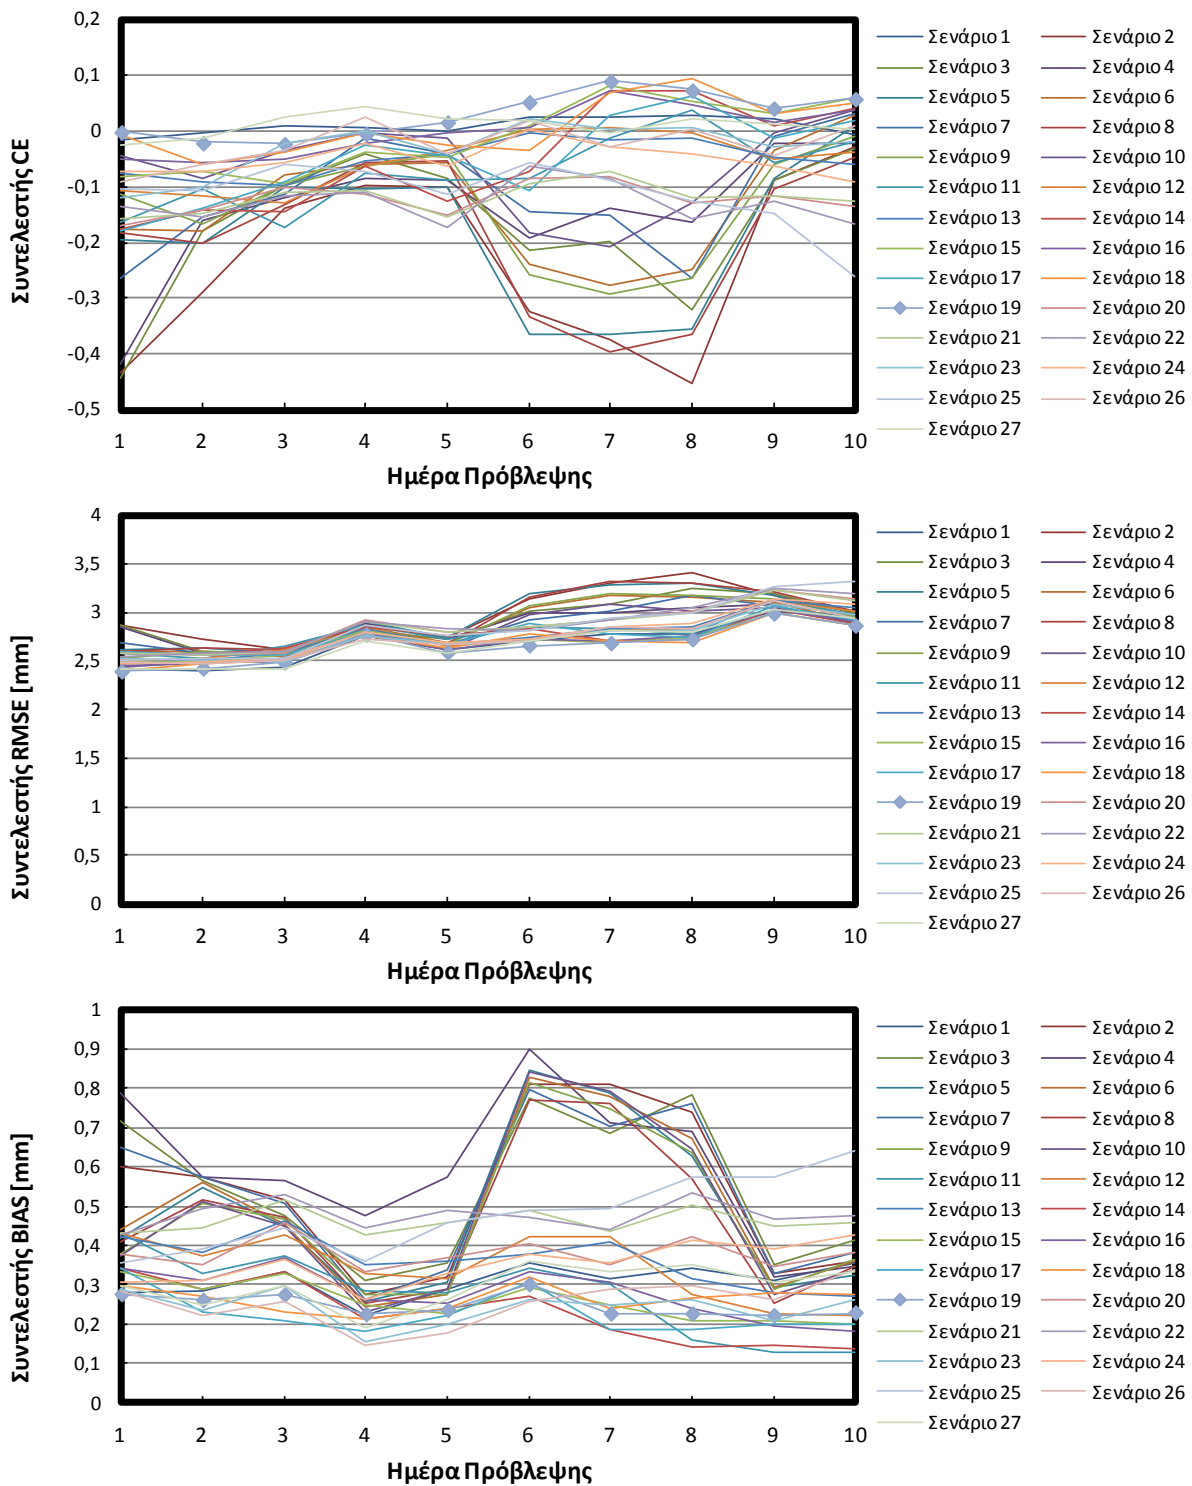 Συντελεστής CE
0,2
0,1
0
-0,1
-0,2
-0,3
-0,4
-0,5
1 2 3 4 5 6 7 8 9 10
Ημέρα Πρόβλεψης
Σενάριο 1 Σενάριο 2
Σενάριο 3 Σενάριο 4
Σενάριο 5 Σενάριο 6
Σενάριο 7 Σενάριο 8
Σενάριο 9 Σενάριο 10
Σενάριο 11 Σενάριο 12
Σενάριο 13 Σενάριο 14
Σενάριο 15 Σενάριο 16
Σενάριο 17 Σενάριο 18
Σενάριο 19 Σενάριο 20
Σενάριο 21 Σενάριο 22
Σενάριο 23 Σενάριο 24
Σενάριο 25 Σενάριο 26
Σενάριο 27
Συντελεστής RMSE [mm]
4
3,5
3
2,5
2
1,5
1
0,5
0
1 2 3 4 5 6 7 8 9 10
Ημέρα Πρόβλεψης
Σενάριο 1 Σενάριο 2
Σενάριο 3 Σενάριο 4
Σενάριο 5 Σενάριο 6
Σενάριο 7 Σενάριο 8
Σενάριο 9 Σενάριο 10
Σενάριο 11 Σενάριο 12
Σενάριο 13 Σενάριο 14
Σενάριο 15 Σενάριο 16
Σενάριο 17 Σενάριο 18
Σενάριο 19 Σενάριο 20
Σενάριο 21 Σενάριο 22
Σενάριο 23 Σενάριο 24
Σενάριο 25 Σενάριο 26
Σενάριο 27
Συντελεστής BIAS [mm]
1
0,9
0,8
0,7
0,6
0,5
0,4
0,3
0,2
0,1
0
1 2 3 4 5 6 7 8 9 10
Ημέρα Πρόβλεψης
Σενάριο 1 Σενάριο 2
Σενάριο 3 Σενάριο 4
Σενάριο 5 Σενάριο 6
Σενάριο 7 Σενάριο 8
Σενάριο 9 Σενάριο 10
Σενάριο 11 Σενάριο 12
Σενάριο 13 Σενάριο 14
Σενάριο 15 Σενάριο 16
Σενάριο 17 Σενάριο 18
Σενάριο 19 Σενάριο 20
Σενάριο 21 Σενάριο 22
Σενάριο 23 Σενάριο 24
Σενάριο 25 Σενάριο 26
Σενάριο 27